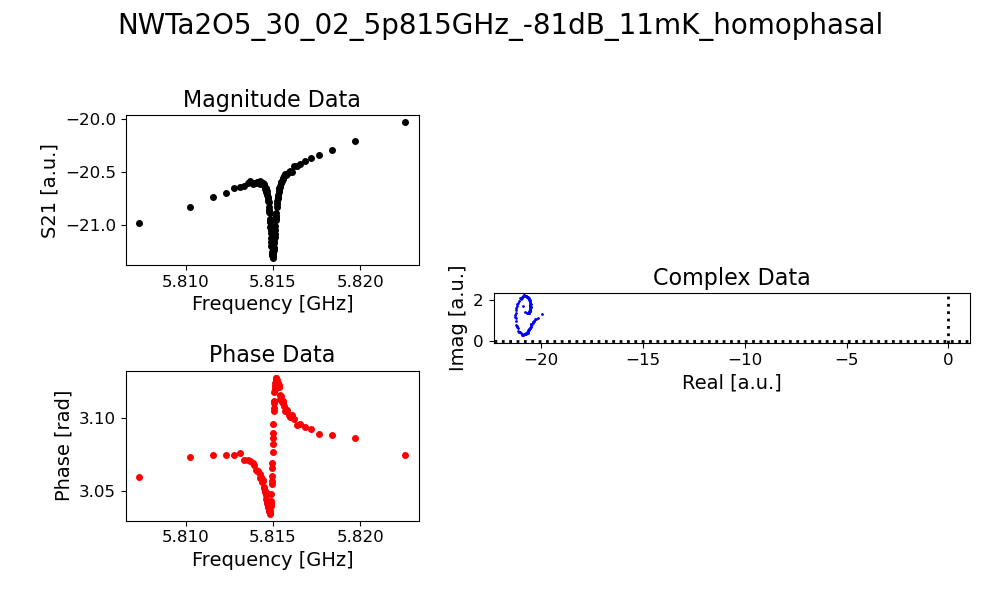 NWTa2O5_30_02_5p815GHz_-81dB_11mK_homophasal
Magnitude Data
S21 [a.u.]
−20.0
−20.5
−21.0
5.810 5.815 5.820
Frequency [GHz]
Phase Data
Phase [rad]
3.10
3.05
5.810 5.815 5.820
Frequency [GHz]
Complex Data
Imag [a.u.]
2
0
−20 −15 −10 −5 0
Real [a.u.]